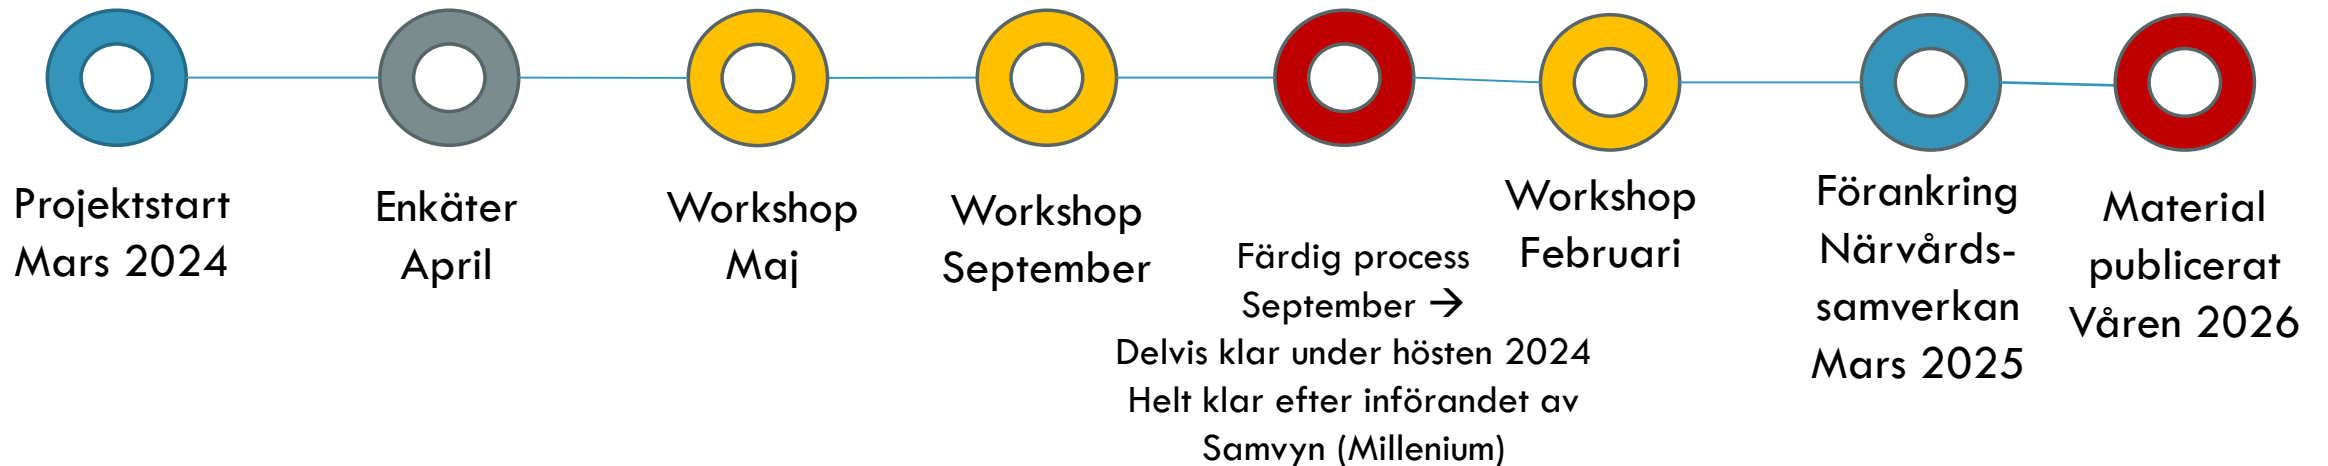 Projektstart
Mars 2024
Enkäter
April
Workshop
Maj
Workshop
September
Färdig process
September →
Delvis klar under hösten 2024
Helt klar efter införandet av
Samvyn (Millenium)
Workshop
Februari
Förankring
Närvårds-
samverkan
Mars 2025
Material
publicerat
Våren 2026